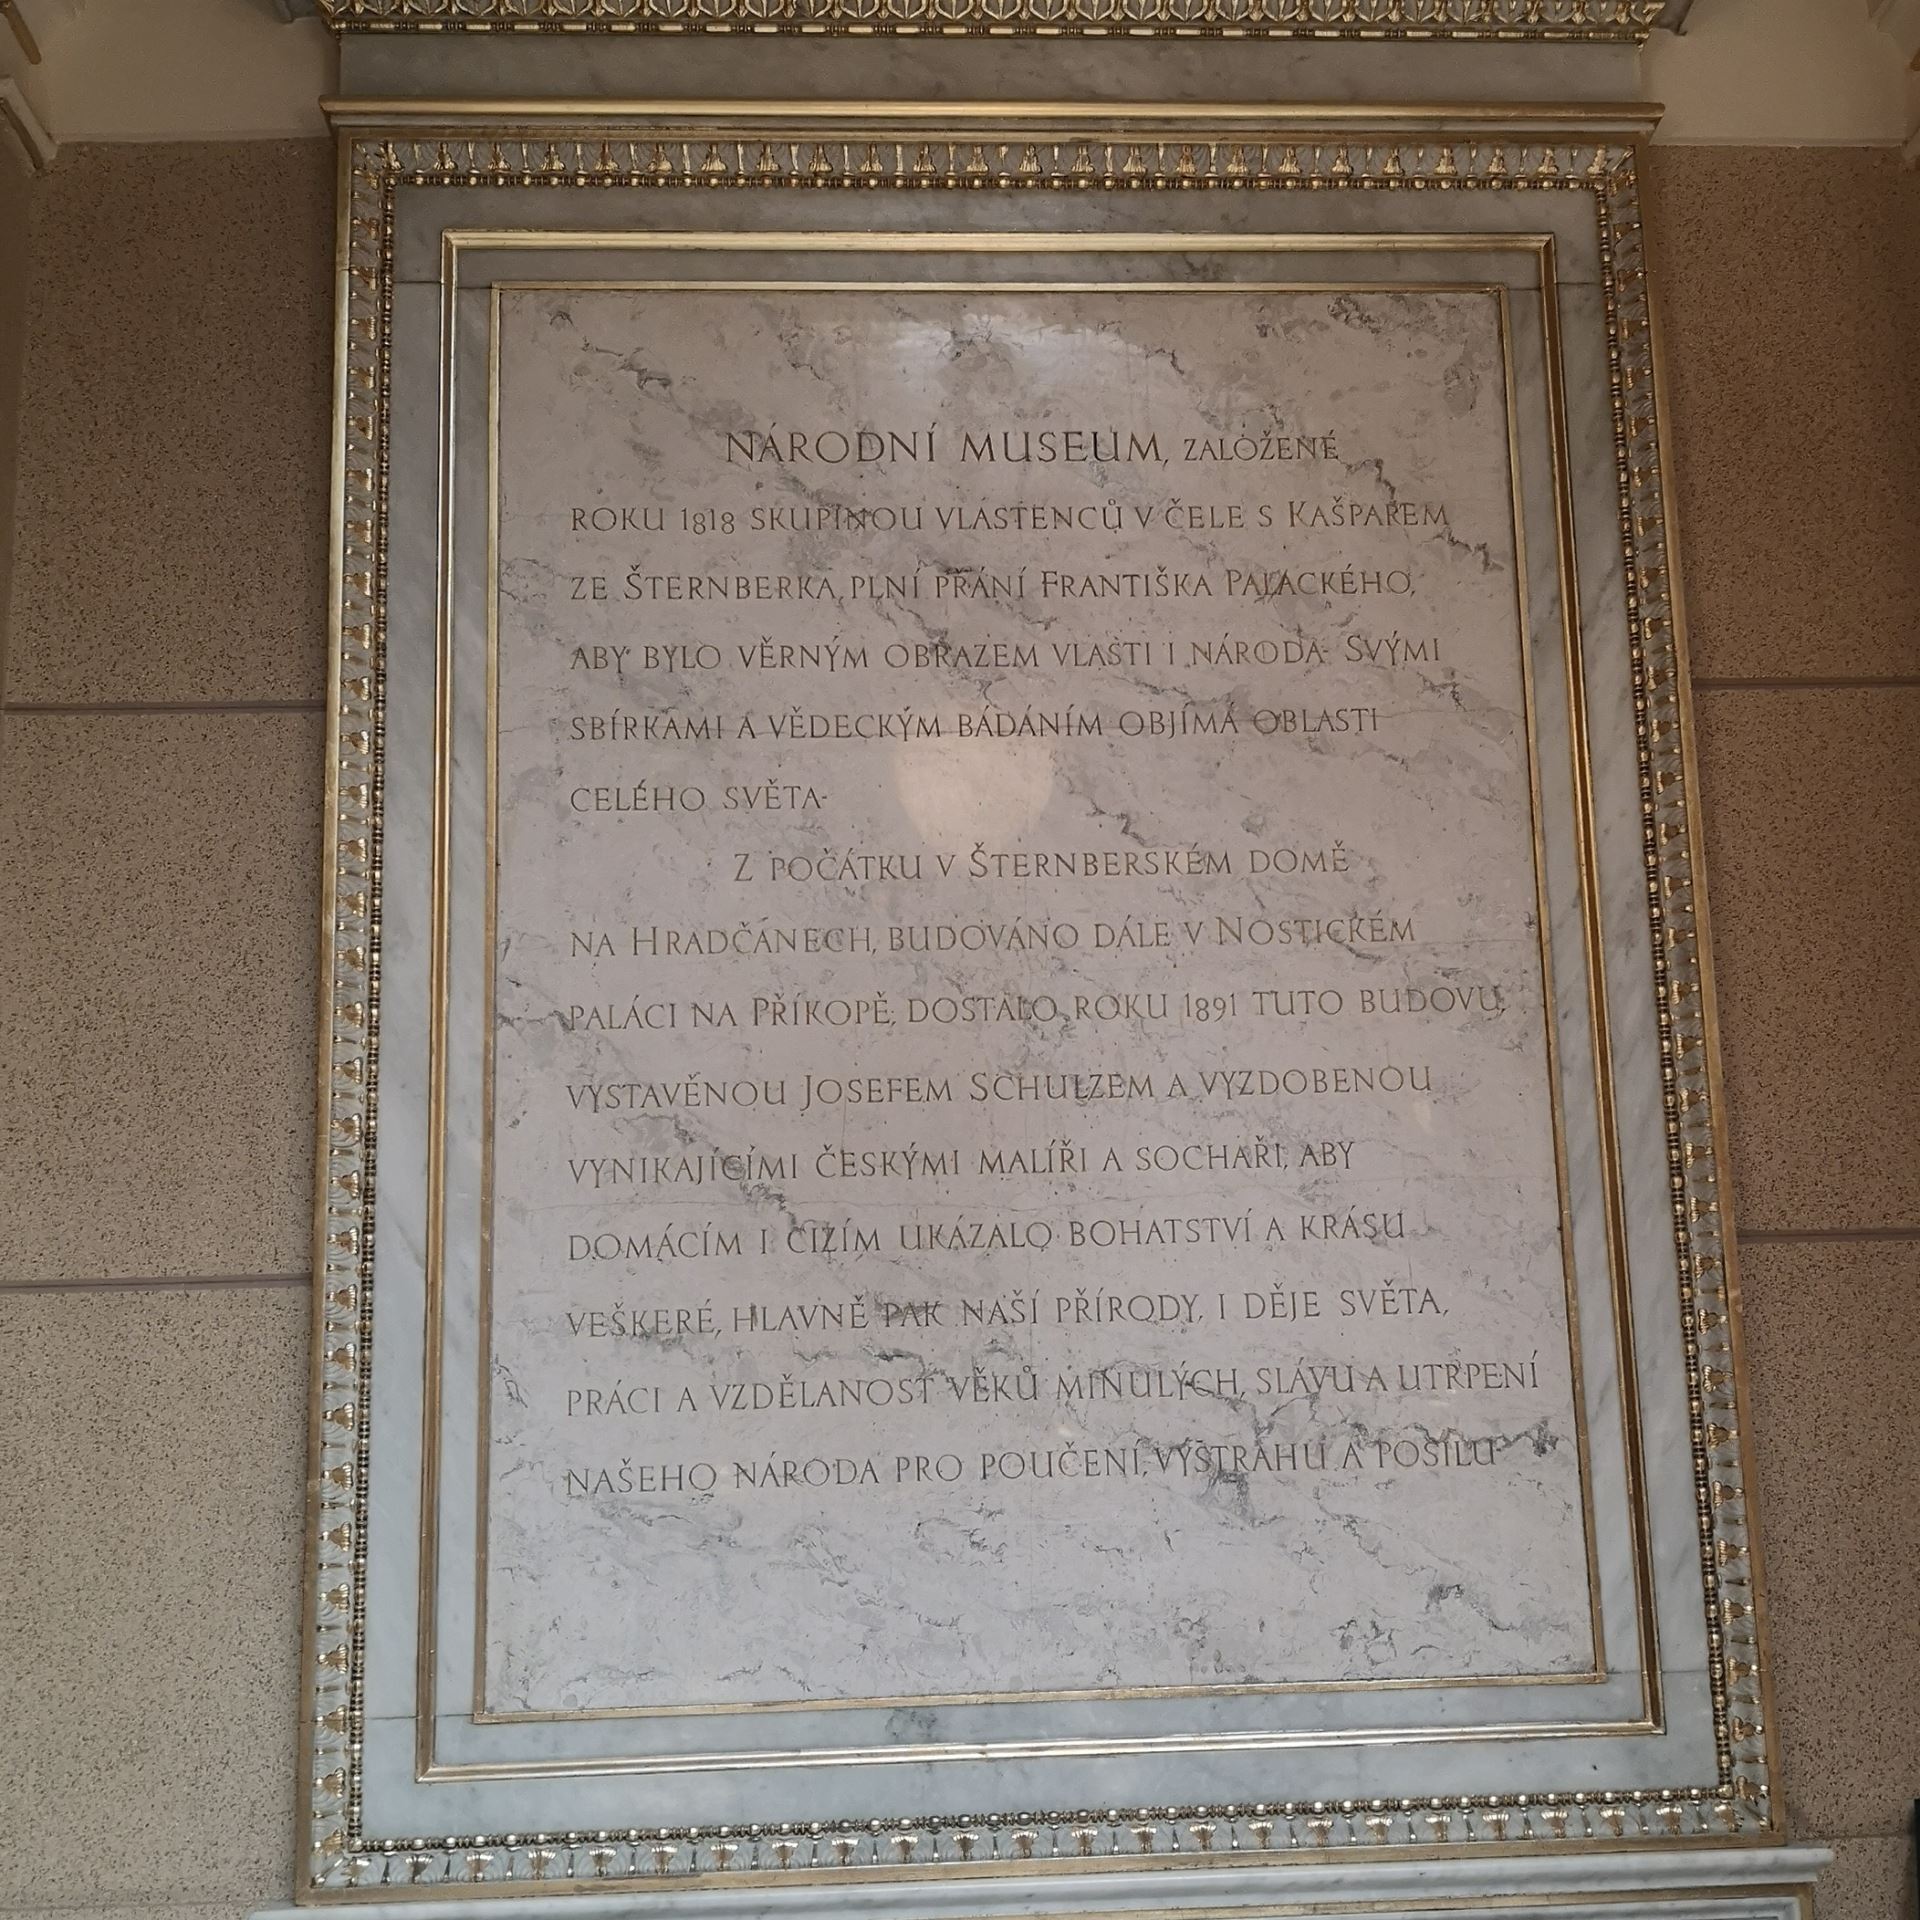 NÁRODNÍ MUSEUM, ZALOŽENÉ
ROKU 1818 SKUPINOU VLASTENCŮ V ČELE S KAŠPAREM
ZE ŠTERNBERKA, PLNÍ PŘÁNÍ FRANTIŠKA PALACKÉHO,
ABY BYLO VĚRNÝM OBRAZEM VLASTI I NÁRODA· SVÝMI
SBÍRKAMI A VĚDECKÝM BÁDÁNÍM OBJÍMÁ OBLASTI
CELÉHO SVĚTA·
Z POČÁTKU V ŠTERNBERSKÉM DOMĚ
NA HRADČANECH, BUDOVÁNO DÁLE V NOSTICKÉM
PALÁCI NA PŘÍKOPĚ, DOSTALO ROKU 1891 TUTO BUDOVU,
VYSTAVĚNOU JOSEFEM SCHULZEM A VYZDOBENOU
VYNIKAJÍCÍMI ČESKÝMI MALÍŘI A SOCHAŘI, ABY
DOMÁCÍM I CIZÍM UKÁZALO BOHATSTVÍ A KRÁSU
VEŠKERÉ, HLAVNĚ PAK NAŠÍ PŘÍRODY, I DĚJE SVĚTA,
PRÁCI A VZDĚLANOST VĚKŮ MINULÝCH, SLÁVU A UTRPENÍ
NAŠEHO NÁRODA PRO POUČENÍ, VÝSTRAHU A POSILU·